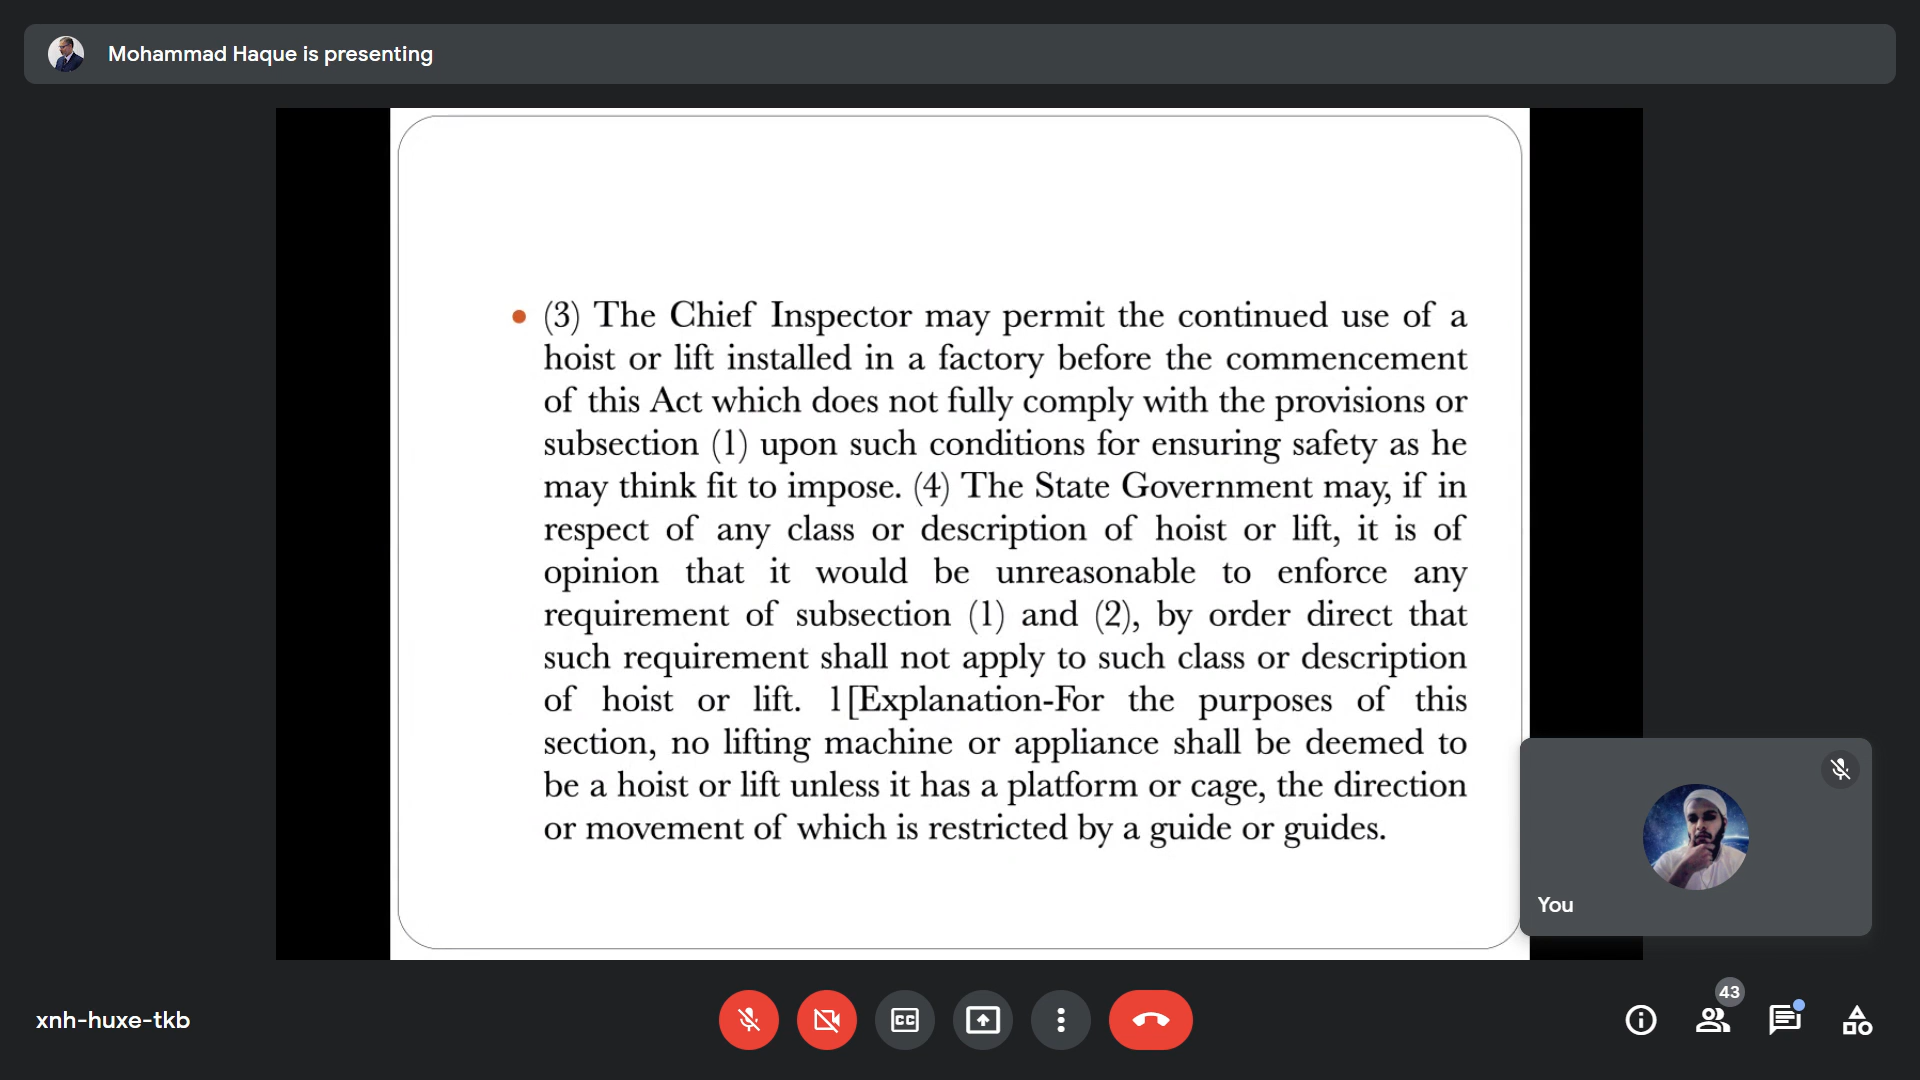 Mohammad Haque is presenting
(3) The Chief Inspector may permit the continued use of a
hoist or lift installed in a factory before the commencement
of this Act which does not fully comply with the provisions or
subsection (1) upon such conditions for ensuring safety as he
may think fit to impose. (4) The State Government may, if in
respect of any class or description of hoist or lift, it is of
opinion that it would be unreasonable to enforce any
requirement of subsection (1) and (2), by order direct that
such requirement shall not apply to such class or description
of hoist or lift. 1[Explanation-For the purposes of this
section, no lifting machine or appliance shall be deemed to
be a hoist or lift unless it has a platform or cage, the direction
or movement of which is restricted by a guide or guides.
You
43
xnh-huxe-tkb
CC